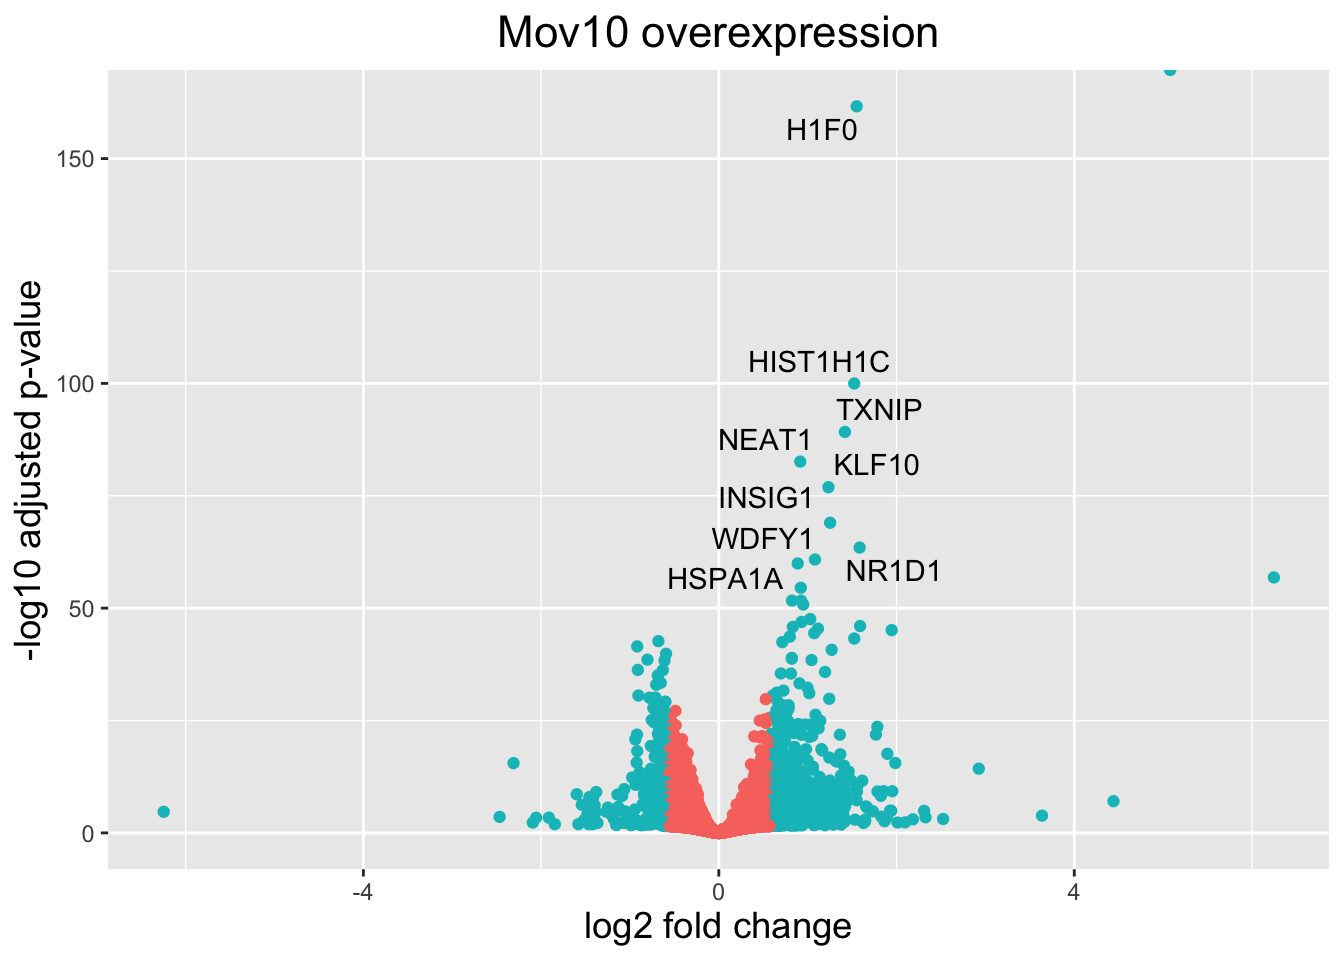 Mov10 overexpression
H1F0
150
HIST1H1C
100
TXNIP
NEAT1
KLF10
INSIG1
WDFY1
NR1D1
HSPA1A
50
0
-log10 adjusted p-value
-4
0
4
log2 fold change